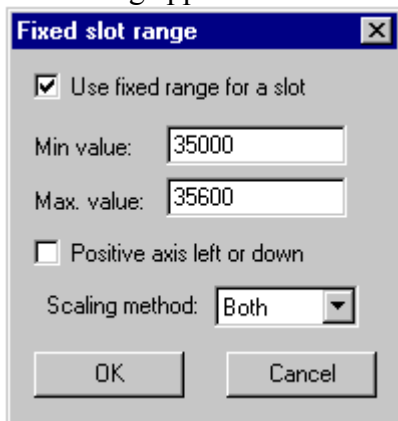 Fixed slot range
Use fixed range for a slot
Min value: 35000
Max. value: 35600
Positive axis left or down
Scaling method: Both
OK Cancel